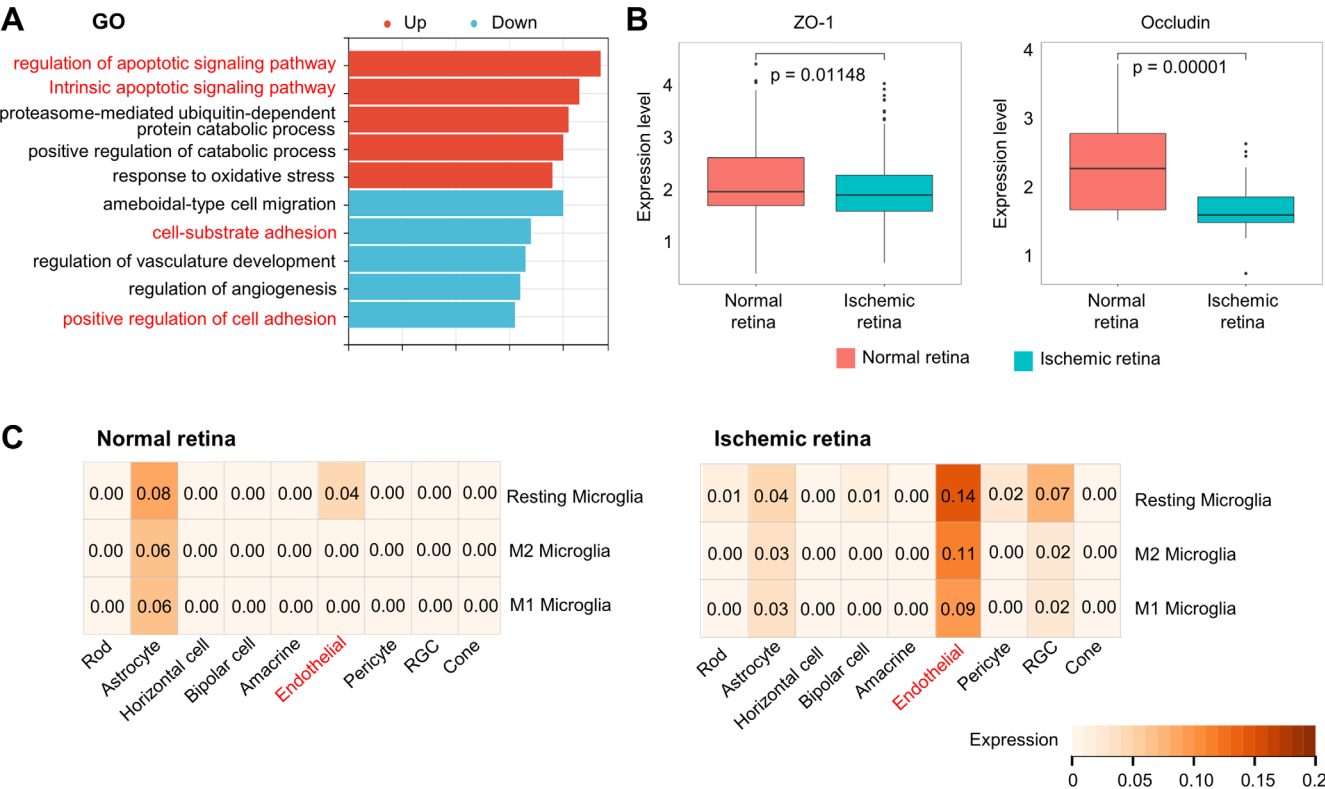 A
GO
Up
Down
regulation of apoptotic signaling pathway
Intrinsic apoptotic signaling pathway
proteasome-mediated ubiquitin-dependent
protein catabolic process
positive regulation of catabolic process
response to oxidative stress
ameboidal-type cell migration
cell-substrate adhesion
regulation of vasculature development
regulation of angiogenesis
positive regulation of cell adhesion
B
ZO-1
Expression level
4
3
2
1
p = 0.01148
Normal
retina
Ischemic
retina
Occludin
Expression level
4
3
2
1
p = 0.00001
Normal
retina
Ischemic
retina
Normal retina
Ischemic retina
C
Normal retina
0.00 0.08 0.00 0.00 0.00 0.04 0.00 0.00 0.00 Resting Microglia
0.00 0.06 0.00 0.00 0.00 0.00 0.00 0.00 0.00 M2 Microglia
0.00 0.06 0.00 0.00 0.00 0.00 0.00 0.00 0.00 M1 Microglia
Rod
Astrocyte
Horizontal cell
Bipolar cell
Amacrine
Endothelial
Pericyte
RGC
Cone
Ischemic retina
0.01 0.04 0.00 0.01 0.00 0.14 0.02 0.07 0.00 Resting Microglia
0.00 0.03 0.00 0.00 0.00 0.11 0.00 0.02 0.00 M2 Microglia
0.00 0.03 0.00 0.00 0.00 0.09 0.00 0.02 0.00 M1 Microglia
Rod
Astrocyte
Horizontal cell
Bipolar cell
Amacrine
Endothelial
Pericyte
RGC
Cone
Expression
0 0.05 0.10 0.15 0.2